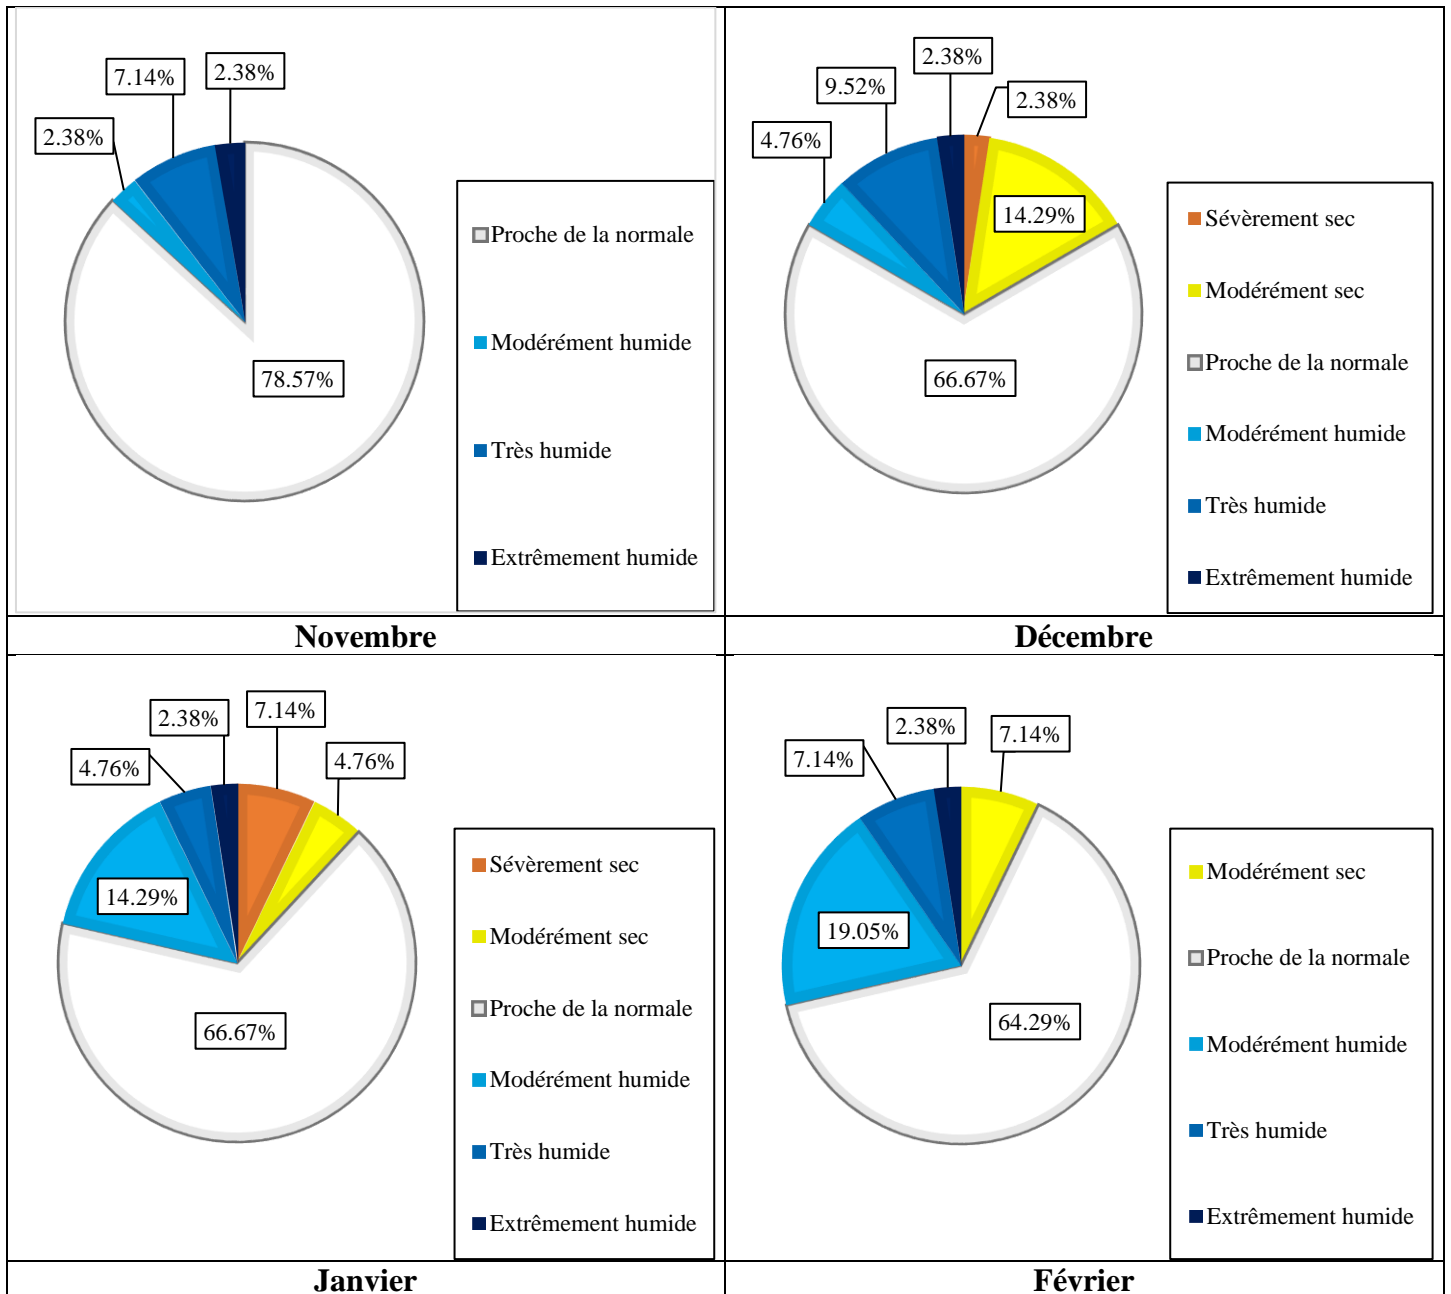 2.38%
7.14%
2.38%
78.57%
Proche de la normale
Modérément humide
Très humide
Extrêmement humide
Novembre
2.38%
9.52%
2.38%
4.76%
14.29%
66.67%
Sévèrement sec
Modérément sec
Proche de la normale
Modérément humide
Très humide
Extrêmement humide
Décembre
7.14%
2.38%
4.76%
4.76%
14.29%
66.67%
Sévèrement sec
Modérément sec
Proche de la normale
Modérément humide
Très humide
Extrêmement humide
Janvier
2.38%
7.14%
7.14%
19.05%
64.29%
Modérément sec
Proche de la normale
Modérément humide
Très humide
Extrêmement humide
Février